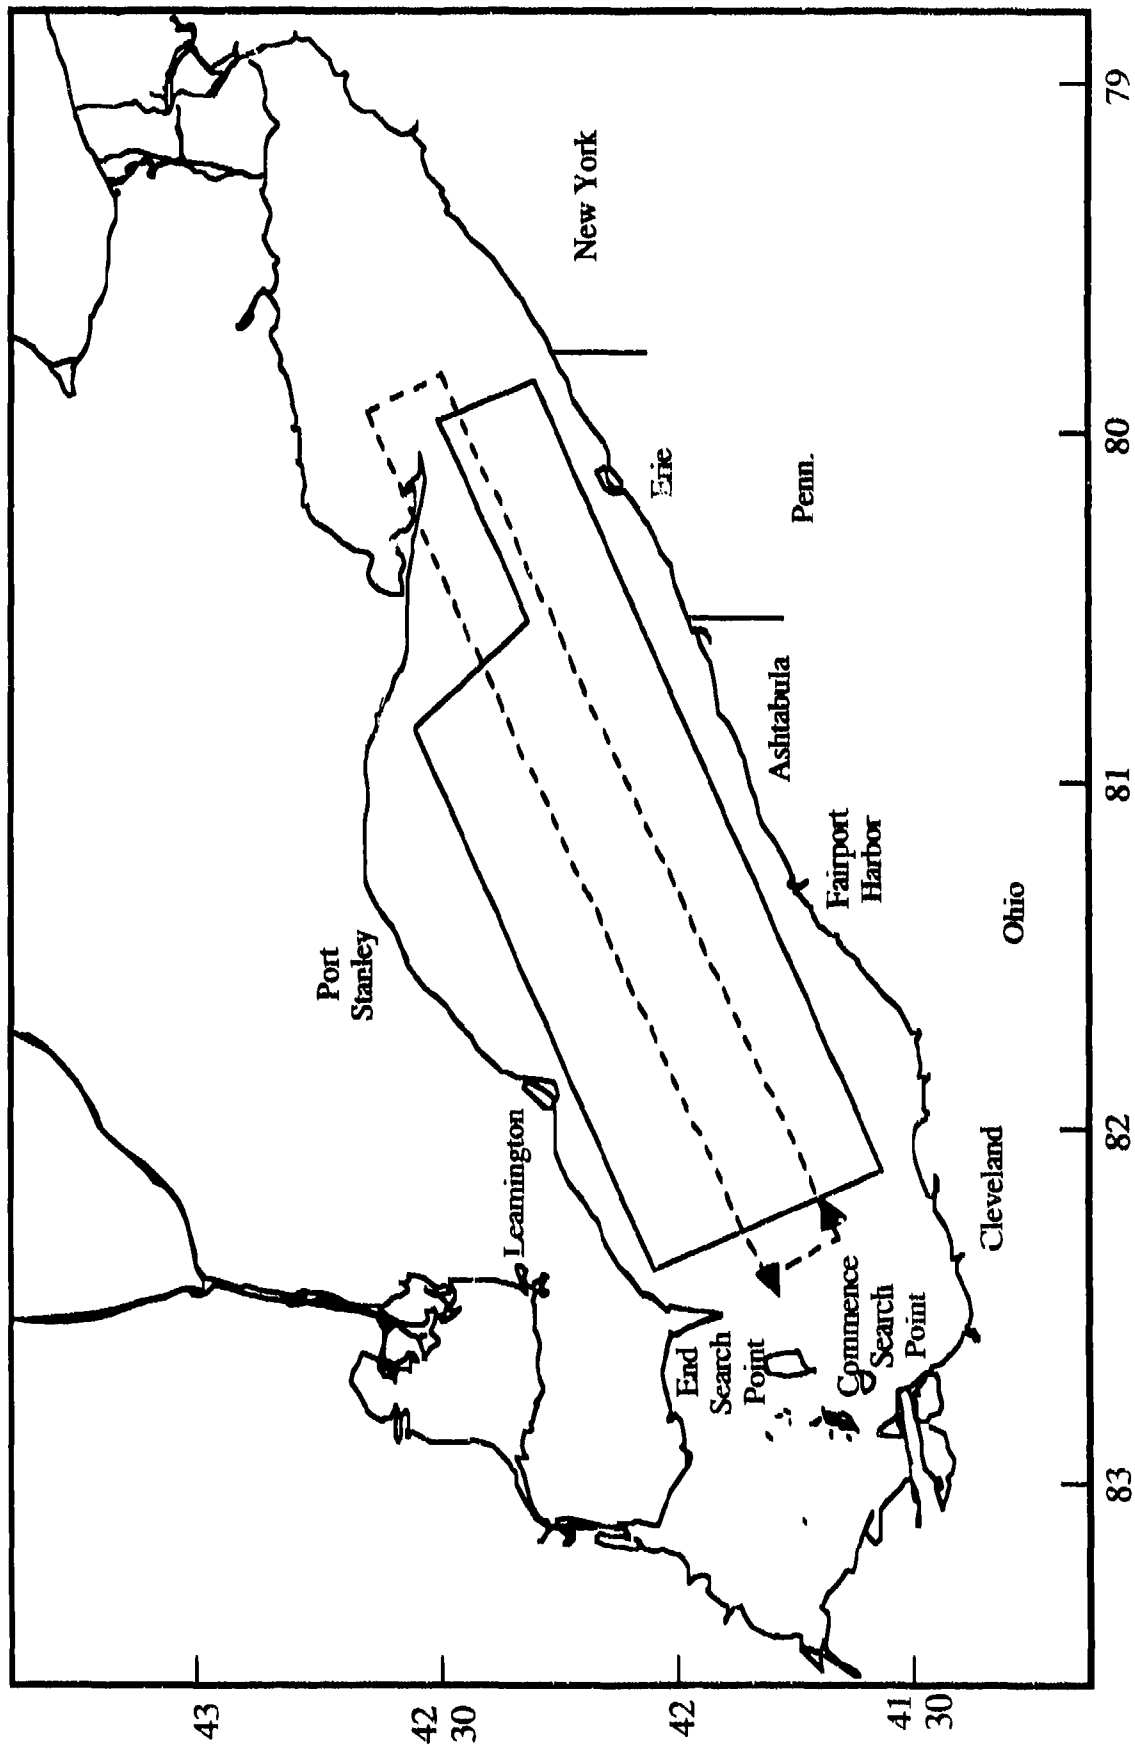 New York
Erie
Penn.
Ashtabula
Fairport
Harbor
Ohio
Port
Stanley
Leamington
Cleveland
End
Search
Point
Commence
Search
Point
43
42
30
42
41
30
83
82
81
80
79